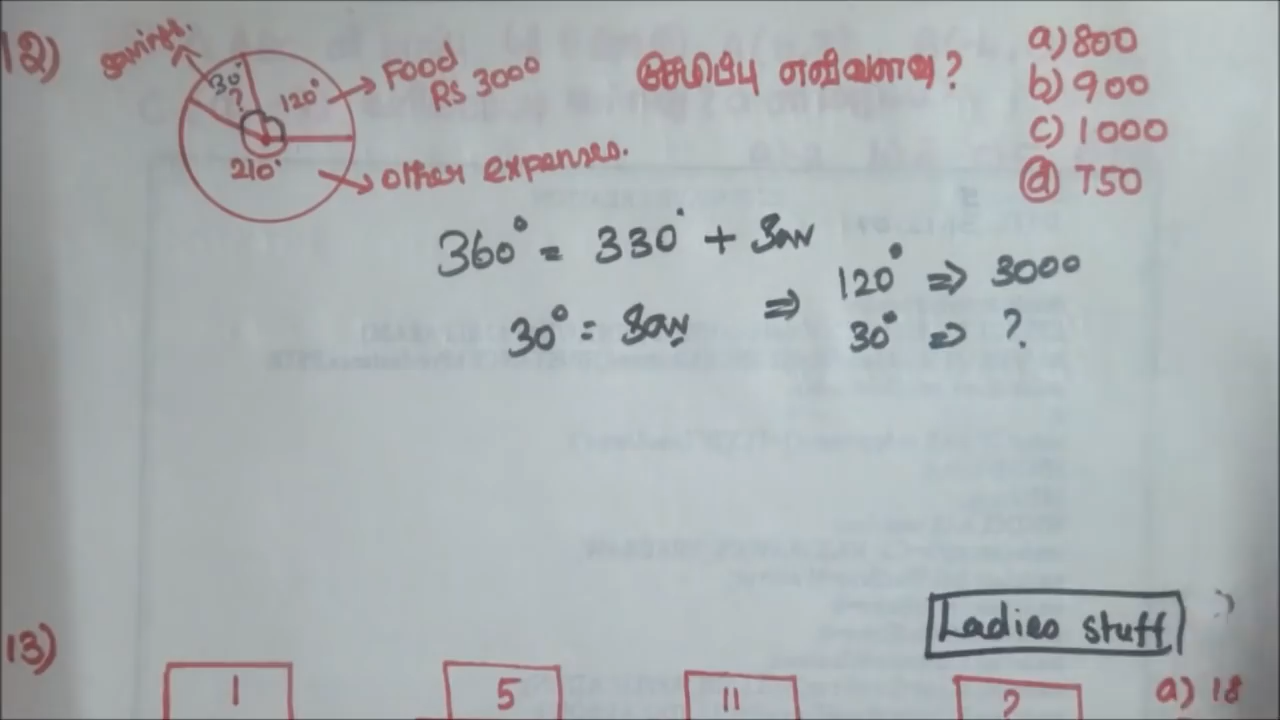 12)
savings.
30°
?
120°
Food
RS 3000
சேமிப்பு எவ்வளவு?
a) 800
b) 900
c) 1000
d) 750
210°
other expenses.
360° = 330° + Sav
30° = Sav ⇒ 120° ⇒ 3000
30° ⇒ ?
Ladies stuff
13)
1 5 11 ?
a) 18